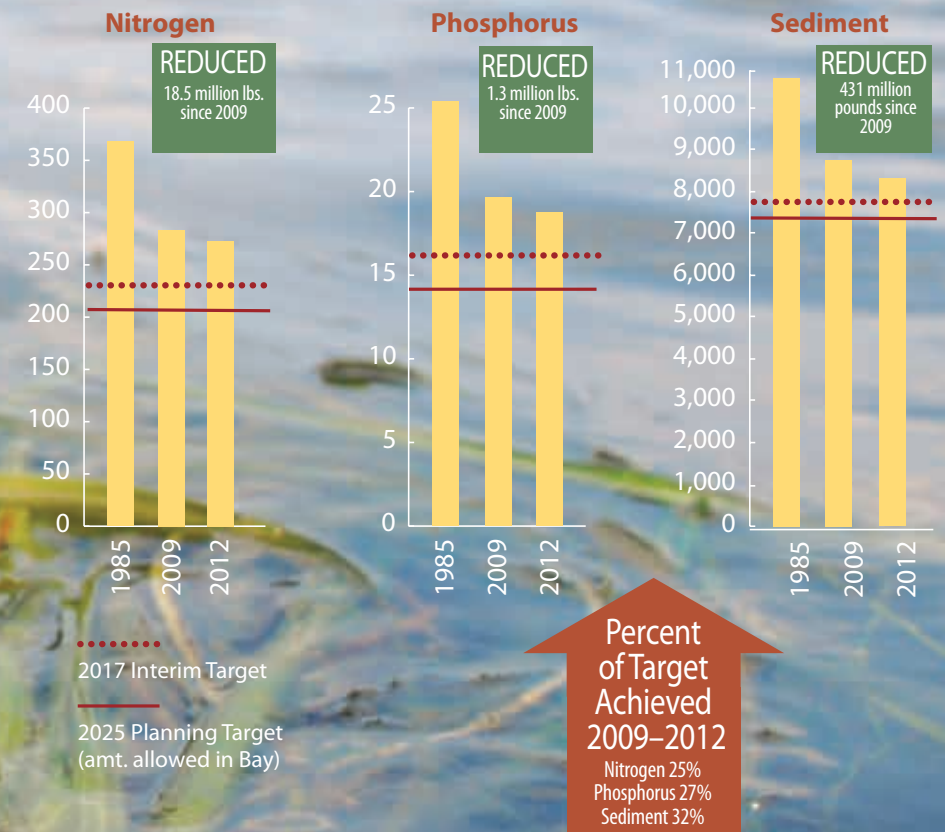 Nitrogen
REDUCED
18.5 million lbs.
since 2009
400
350
300
250
200
150
100
50
0
1985
2009
2012
Phosphorus
REDUCED
1.3 million lbs.
since 2009
25
20
15
10
5
0
1985
2009
2012
Sediment
REDUCED
431 million
pounds since
2009
11,000
10,000
9,000
8,000
7,000
6,000
5,000
4,000
3,000
2,000
1,000
0
1985
2009
2012
2017 Interim Target
2025 Planning Target
(amt. allowed in Bay)
Percent
of Target
Achieved
2009–2012
Nitrogen 25%
Phosphorus 27%
Sediment 32%